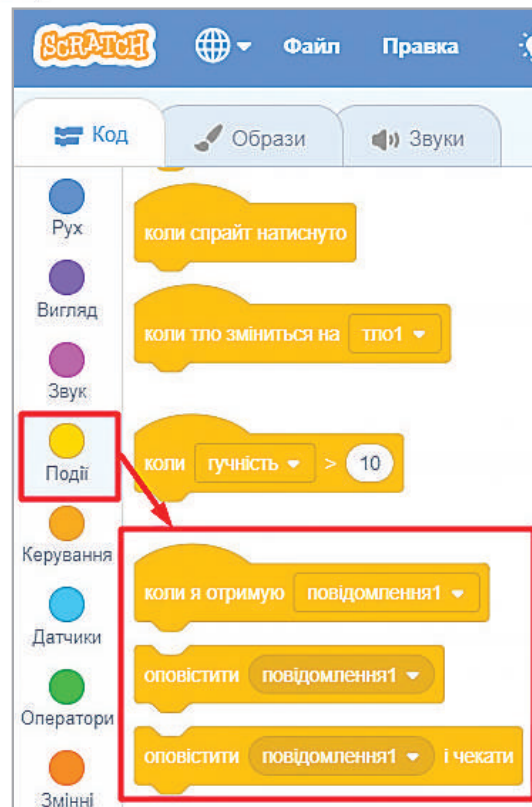 SCRATCH Файл Правка
Код Образи Звуки
Рух
Вигляд
Звук
Події
Керування
Датчики
Оператори
Змінні
коли спрайт натиснуто
коли тло зміниться на тло1
коли гучність > 10
коли я отримую повідомлення1
оповістити повідомлення1
оповістити повідомлення1 і чекати